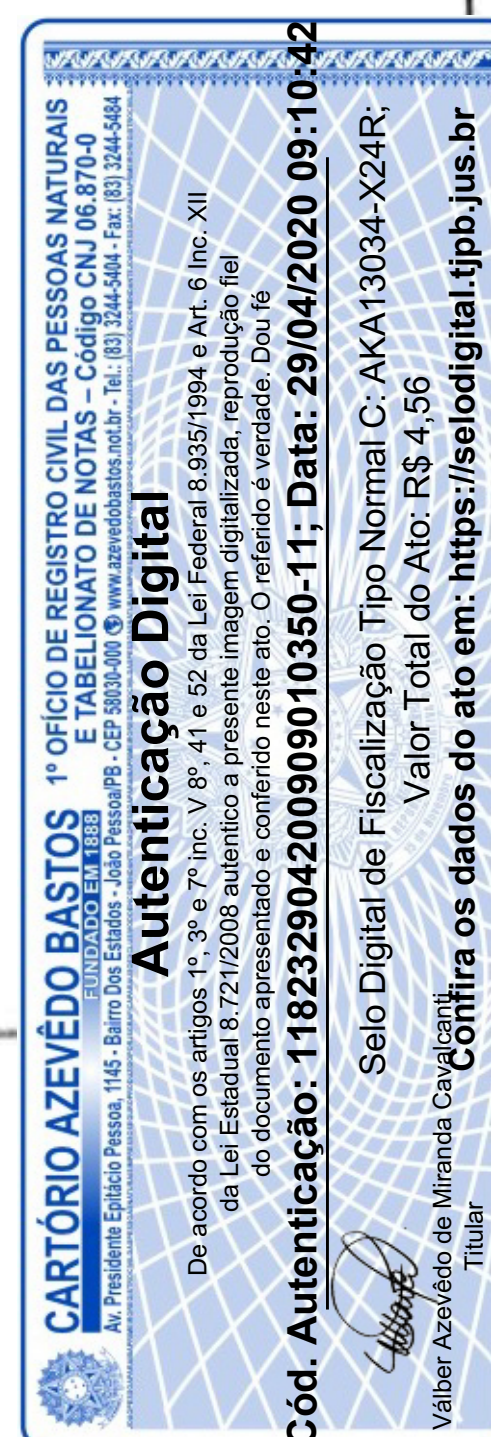 CARTÓRIO AZEVÊDO BASTOS
FUNDADO EM 1888
1º OFÍCIO DE REGISTRO CIVIL DAS PESSOAS NATURAIS
E TABELIONATO DE NOTAS – Código CNJ 06.870-0
Av. Presidente Epitácio Pessoa, 1145 - Bairro Dos Estados - João Pessoa/PB - CEP 58030-000 www.azevedobastos.not.br - Tel.: (83) 3244-5404 - Fax: (83) 3244-5484
Autenticação Digital
De acordo com os artigos 1º, 3º e 7º inc. V 8º, 41 e 52 da Lei Federal 8.935/1994 e Art. 6 Inc. XII
da Lei Estadual 8.721/2008 autentico a presente imagem digitalizada, reprodução fiel
do documento apresentado e conferido neste ato. O referido é verdade. Dou fé
Cód. Autenticação: 11823290420090901035​0-11; Data: 29/04/2020 09:10:42
Selo Digital de Fiscalização Tipo Normal C: AKA13034-X24R;
Valor Total do Ato: R$ 4,56
Válber Azevêdo de Miranda Cavalcanti
Titular
Confira os dados do ato em: https://selodigital.tjpb.jus.br